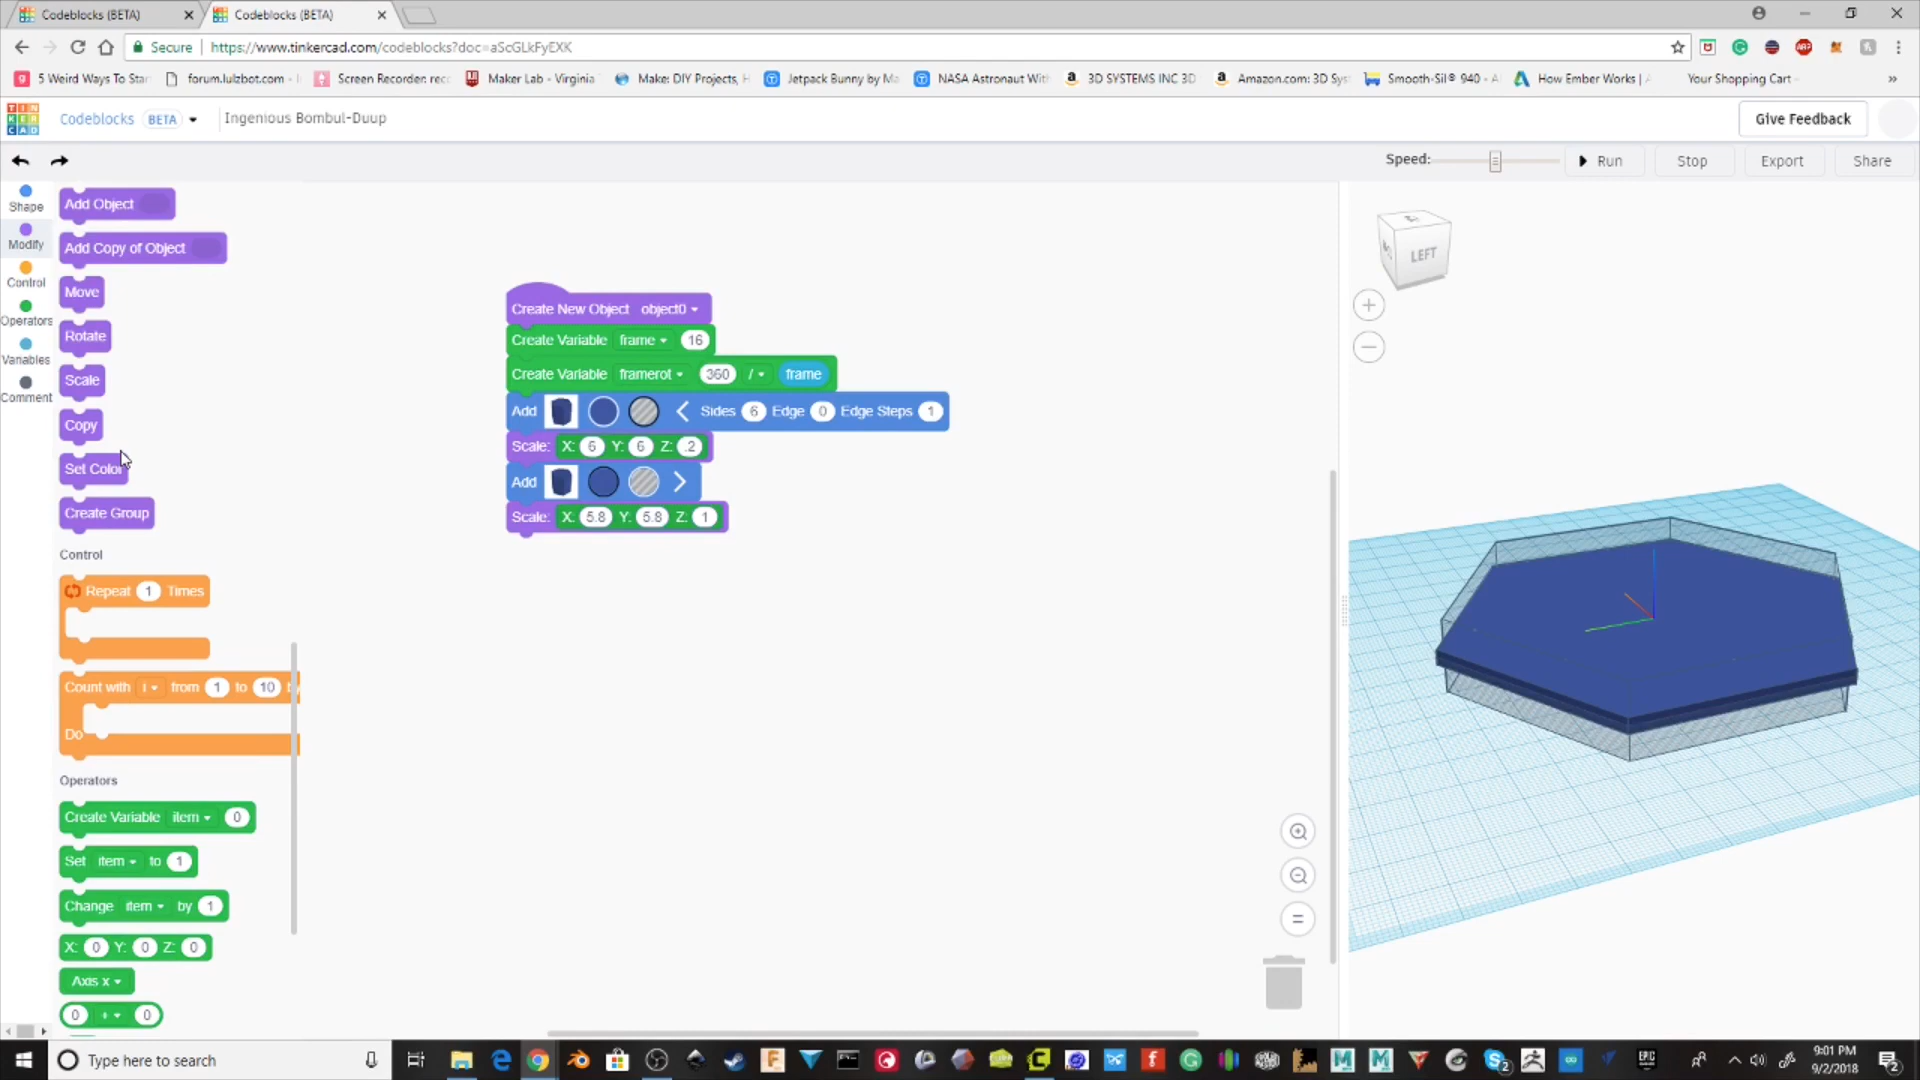 Codeblocks (BETA)
Codeblocks (BETA)
Secure https://www.tinkercad.com/codeblocks?doc=aScGLkFyEXK
5 Weird Ways To Star
forum.lulzbot.com -
Screen Recorder: rec
Maker Lab - Virginia
Make: DIY Projects, H
Jetpack Bunny by Ma
NASA Astronaut With
3D SYSTEMS INC 3D
Amazon.com: 3D Sys
Smooth-Sil® 940 - A
How Ember Works |
Your Shopping Cart -
TIN
KER
CAD
Codeblocks BETA
Ingenious Bombul-Duup
Give Feedback
Speed:
Run
Stop
Export
Share
Shape
Modify
Control
Operators
Variables
Comment
Add Object
Add Copy of Object
Move
Rotate
Scale
Copy
Set Color
Create Group
Control
Repeat 1 Times
Count with i from 1 to 10 b
Do
Operators
Create Variable item 0
Set item to 1
Change item by 1
X: 0 Y: 0 Z: 0
Axis x
0 + 0
Create New Object object0
Create Variable frame 16
Create Variable framerot 360 / frame
Add Sides 6 Edge 0 Edge Steps 1
Scale: X: 6 Y: 6 Z: .2
Add
Scale: X: 5.8 Y: 5.8 Z: 1
LEFT
Type here to search
9:01 PM
9/2/2018